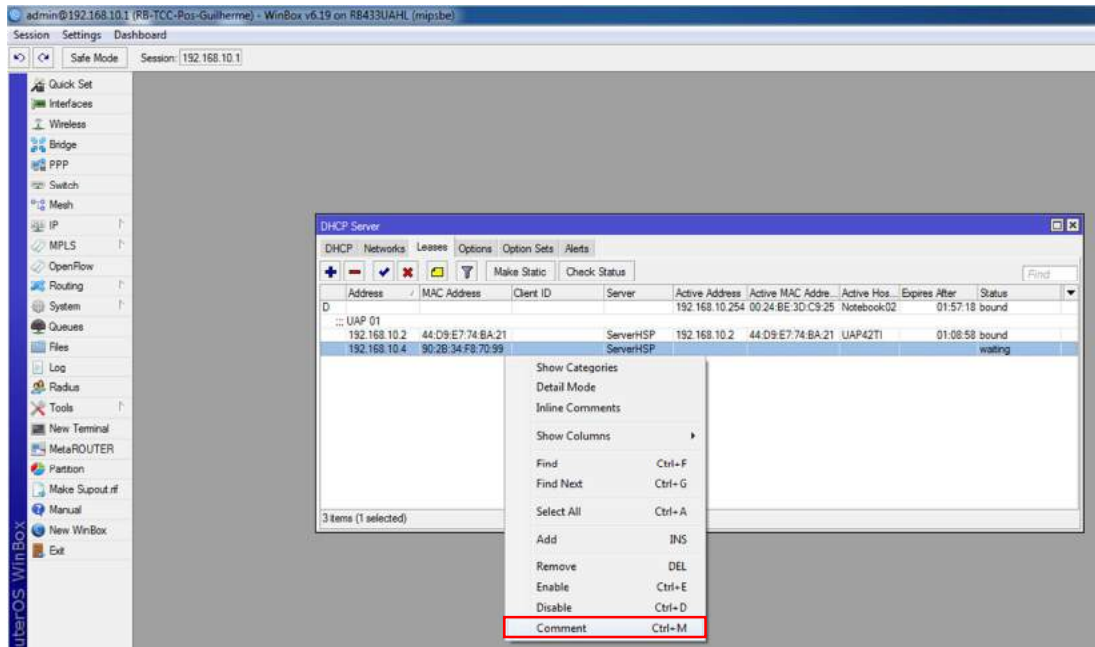 admin@192.168.10.1 (RB-TCC-Pos-Guilherme) - WinBox v6.19 on RB433UAHL (mipsbe)
Session Settings Dashboard
Safe Mode Session: 192.168.10.1
Quick Set
Interfaces
Wireless
Bridge
PPP
Switch
Mesh
IP
MPLS
OpenFlow
Routing
System
Queues
Files
Log
Radius
Tools
New Terminal
MetaROUTER
Partition
Make Supout.rif
Manual
New WinBox
Exit
uterOS WinBox
DHCP Server
DHCP Networks Leases Options Option Sets Alerts
Make Static Check Status Find
Address MAC Address Client ID Server Active Address Active MAC Addre... Active Hos... Expires After Status
D 192.168.10.254 00:24:BE:3D:C9:25 Notebook02 01:57:18 bound
::: UAP 01
192.168.10.2 44:D9:E7:74:BA:21 ServerHSP 192.168.10.2 44:D9:E7:74:BA:21 UAP42TI 01:08:58 bound
192.168.10.4 90:2B:34:F8:70:99 ServerHSP waiting
3 items (1 selected)
Show Categories
Detail Mode
Inline Comments
Show Columns
Find Ctrl+F
Find Next Ctrl+G
Select All Ctrl+A
Add INS
Remove DEL
Enable Ctrl+E
Disable Ctrl+D
Comment Ctrl+M